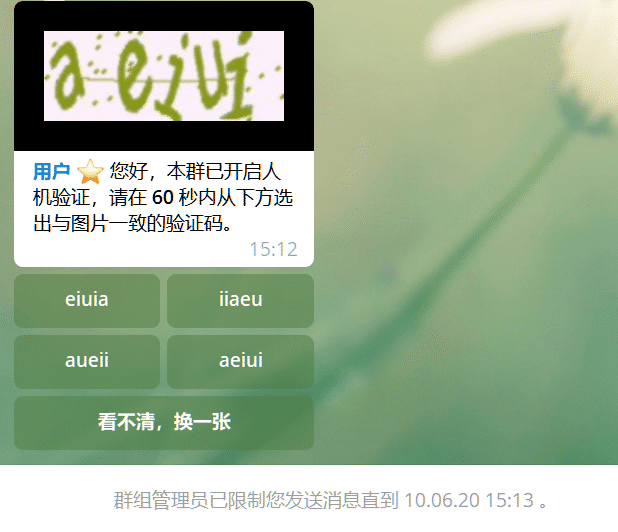 aeiui
用户 ⭐ 您好，本群已开启人
机验证，请在 60 秒内从下方选
出与图片一致的验证码。
15:12
eiuia
iiaeu
aueii
aeiui
看不清，换一张
群组管理员已限制您发送消息直到 10.06.20 15:13 。